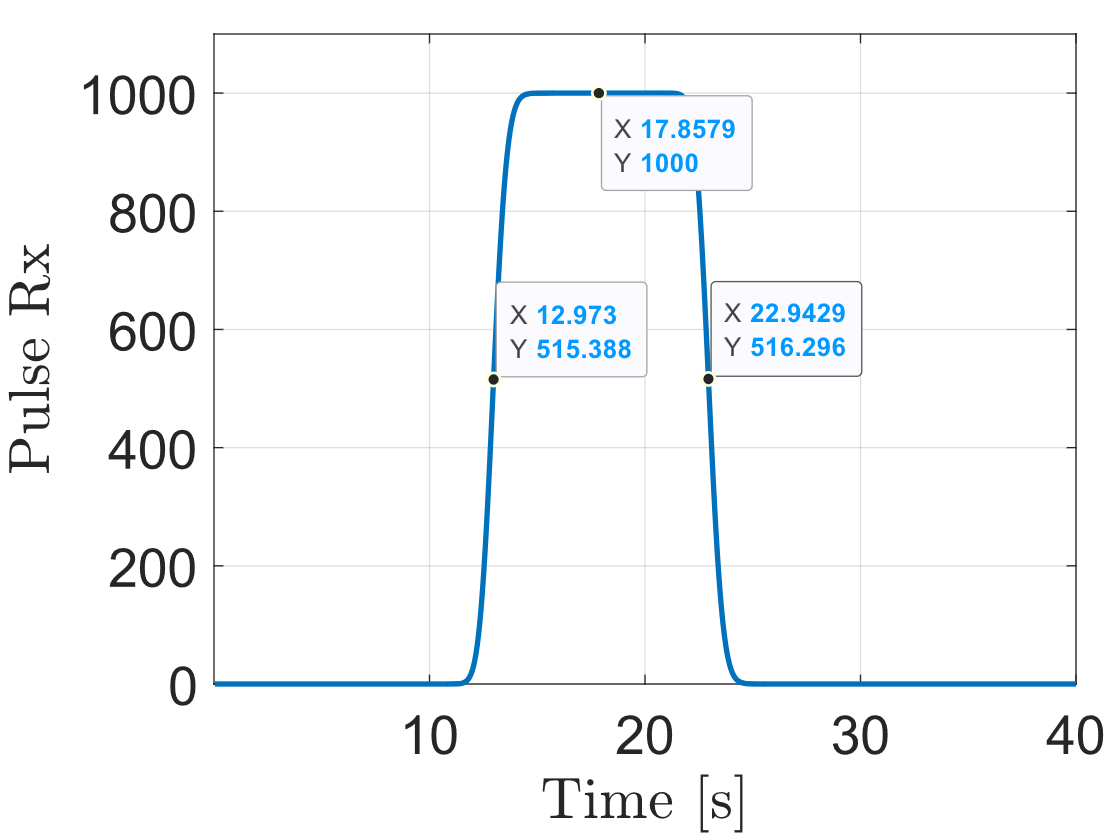 1000
800
600
400
200
0
Pulse Rx
X 17.8579
Y 1000
X 12.973
Y 515.388
X 22.9429
Y 516.296
10 20 30 40
Time [s]